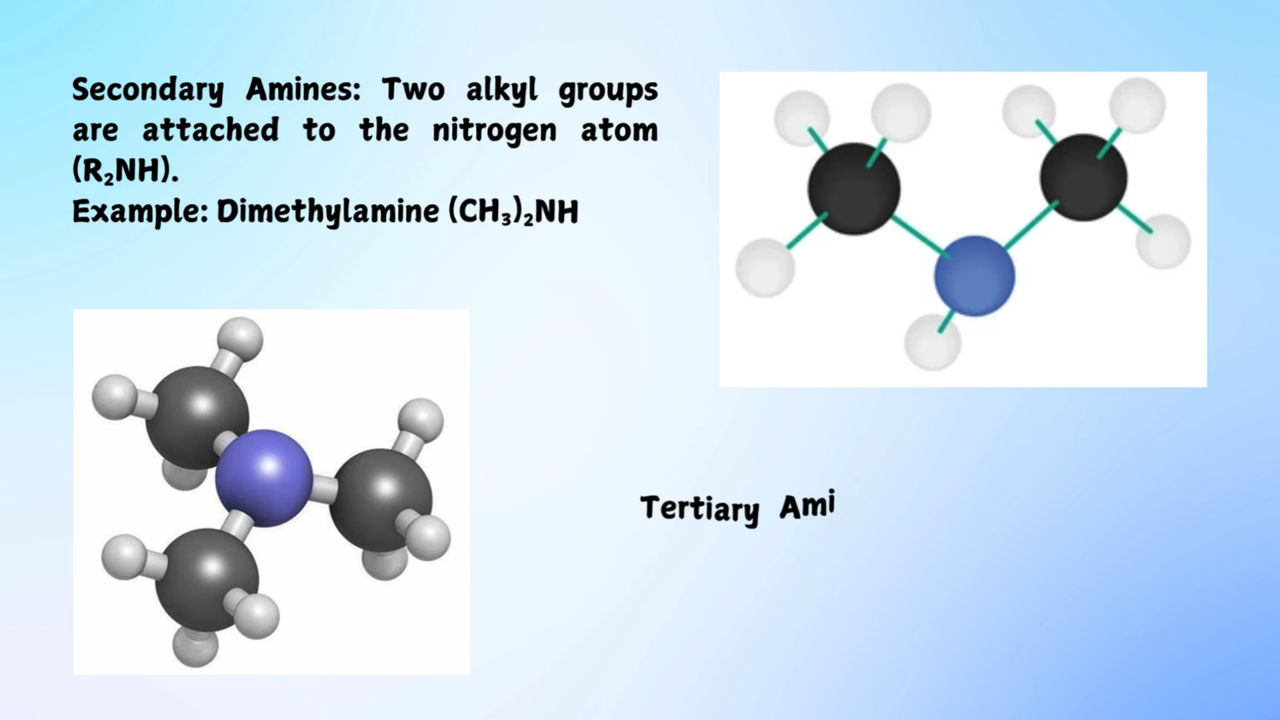 Secondary Amines: Two alkyl groups
are attached to the nitrogen atom
(R₂NH).
Example: Dimethylamine (CH₃)₂NH
Tertiary Ami